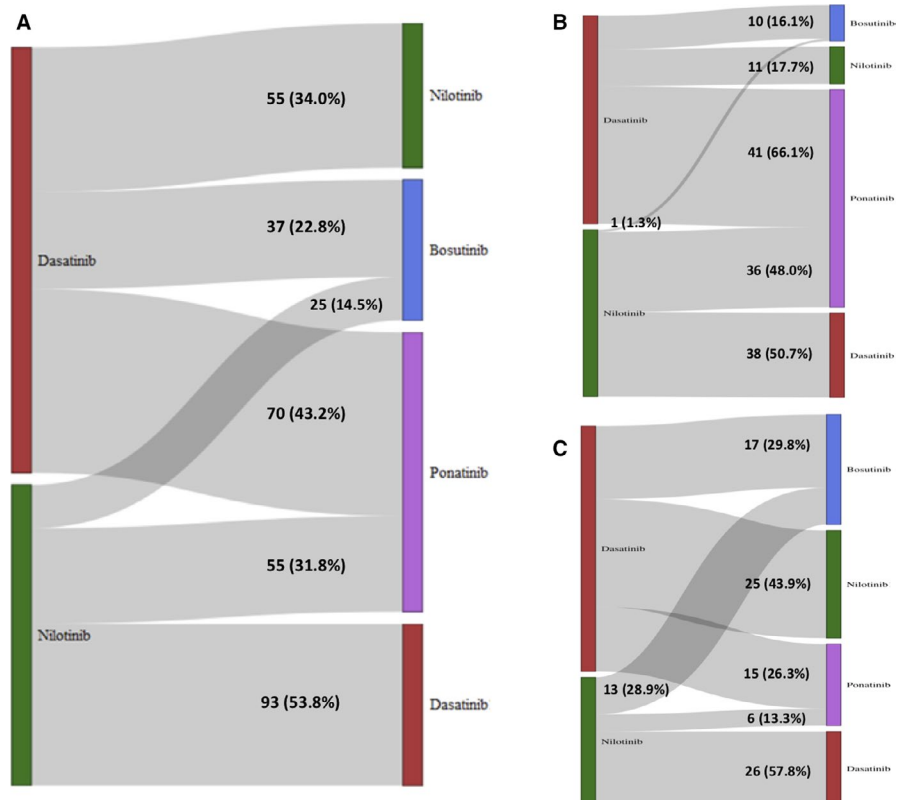 A
Dasatinib
Nilotinib
55 (34.0%)
37 (22.8%)
25 (14.5%)
70 (43.2%)
55 (31.8%)
93 (53.8%)
Nilotinib
Bosutinib
Ponatinib
Dasatinib
B
Dasatinib
Nilotinib
10 (16.1%)
11 (17.7%)
41 (66.1%)
1 (1.3%)
36 (48.0%)
38 (50.7%)
Bosutinib
Nilotinib
Ponatinib
Dasatinib
C
Dasatinib
Nilotinib
17 (29.8%)
25 (43.9%)
15 (26.3%)
13 (28.9%)
6 (13.3%)
26 (57.8%)
Bosutinib
Nilotinib
Ponatinib
Dasatinib